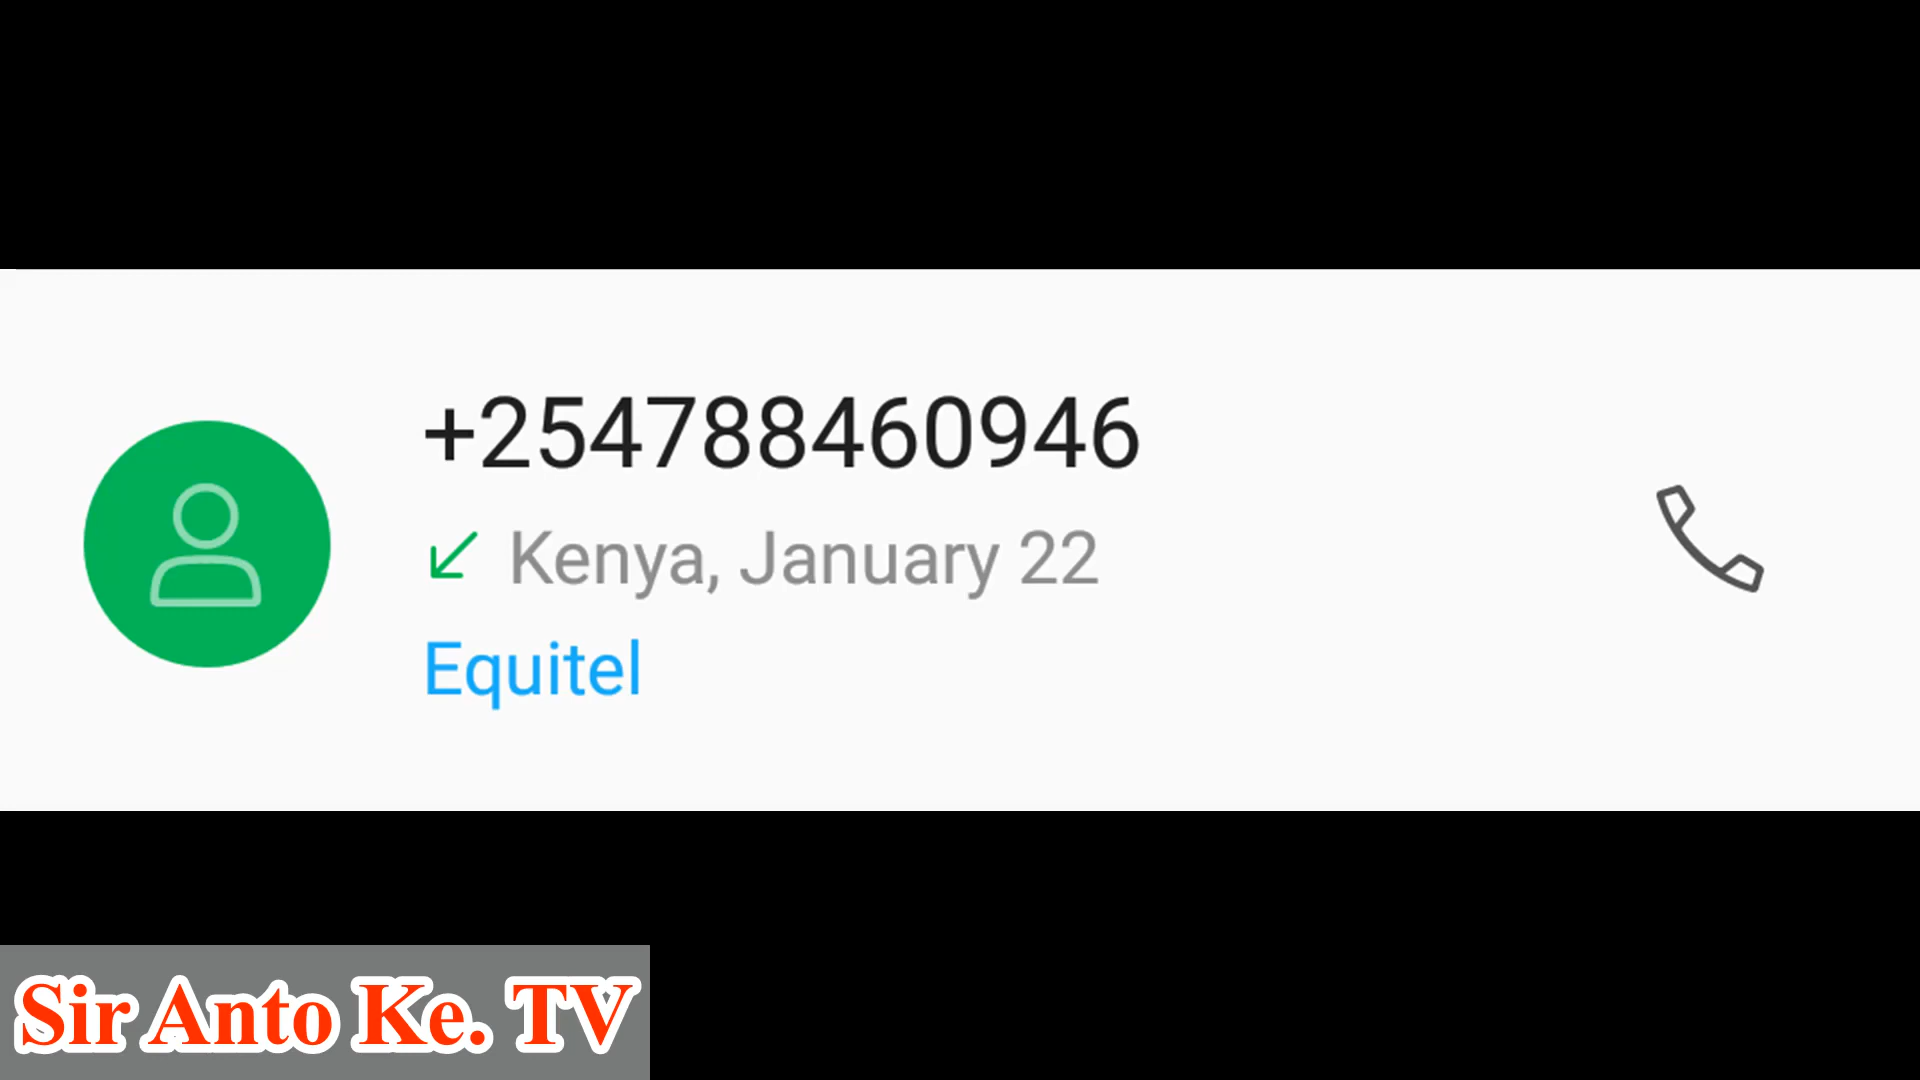 +254788460946
Kenya, January 22
Equitel
Sir Anto Ke. TV